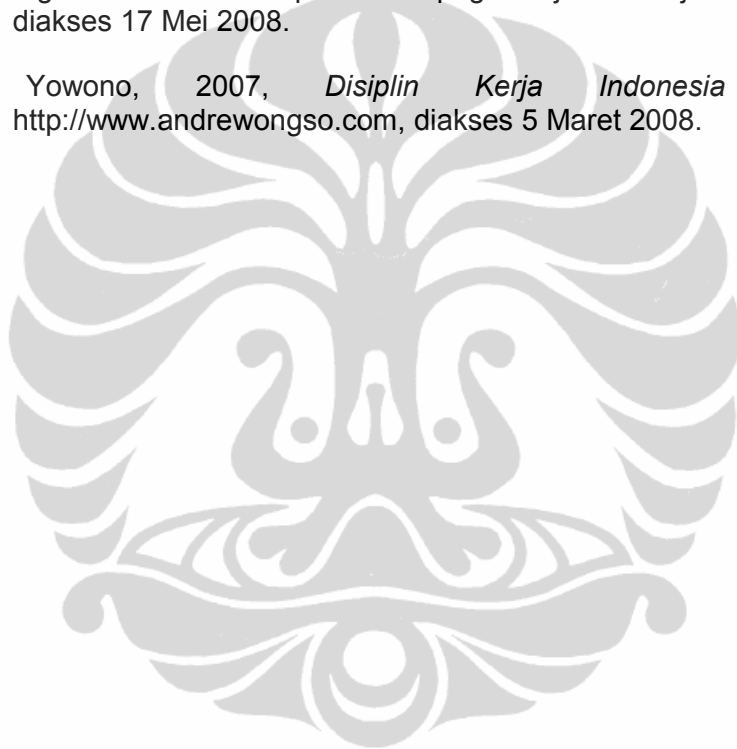 diakses 17 Mei 2008.
Yowono, 2007, Disiplin Kerja Indonesia
http://www.andrewongso.com, diakses 5 Maret 2008.